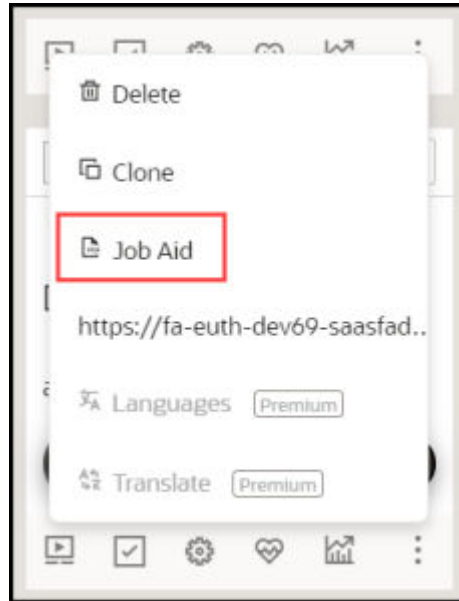 Delete
Clone
Job Aid
https://fa-euth-dev69-saasfad..
Languages Premium
Translate Premium